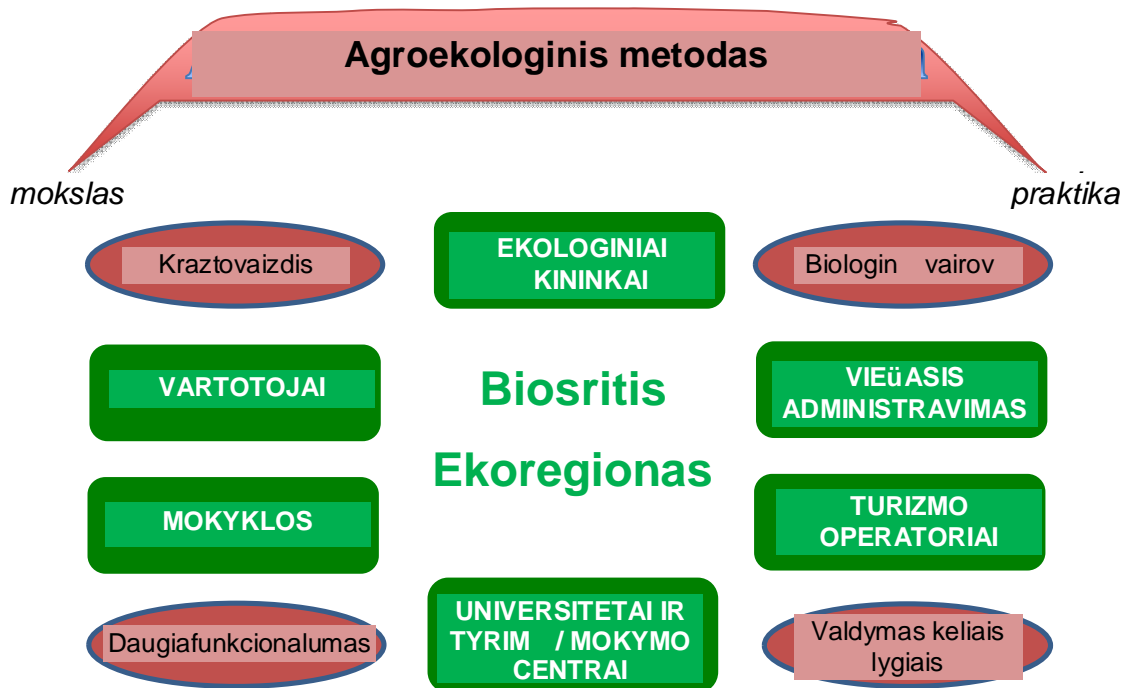 Agroekologinis metodas
mokslas
praktika
Kraztovaizdis
EKOLOGINIAI
KININKAI
Biologin vairov
VARTOTOJAI
Biosritis
VIEüASIS
ADMINISTRAVIMAS
Ekoregionas
MOKYKLOS
TURIZMO
OPERATORIAI
Daugiafunkcionalumas
UNIVERSITETAI IR
TYRIM / MOKYMO
CENTRAI
Valdymas keliais
lygiais